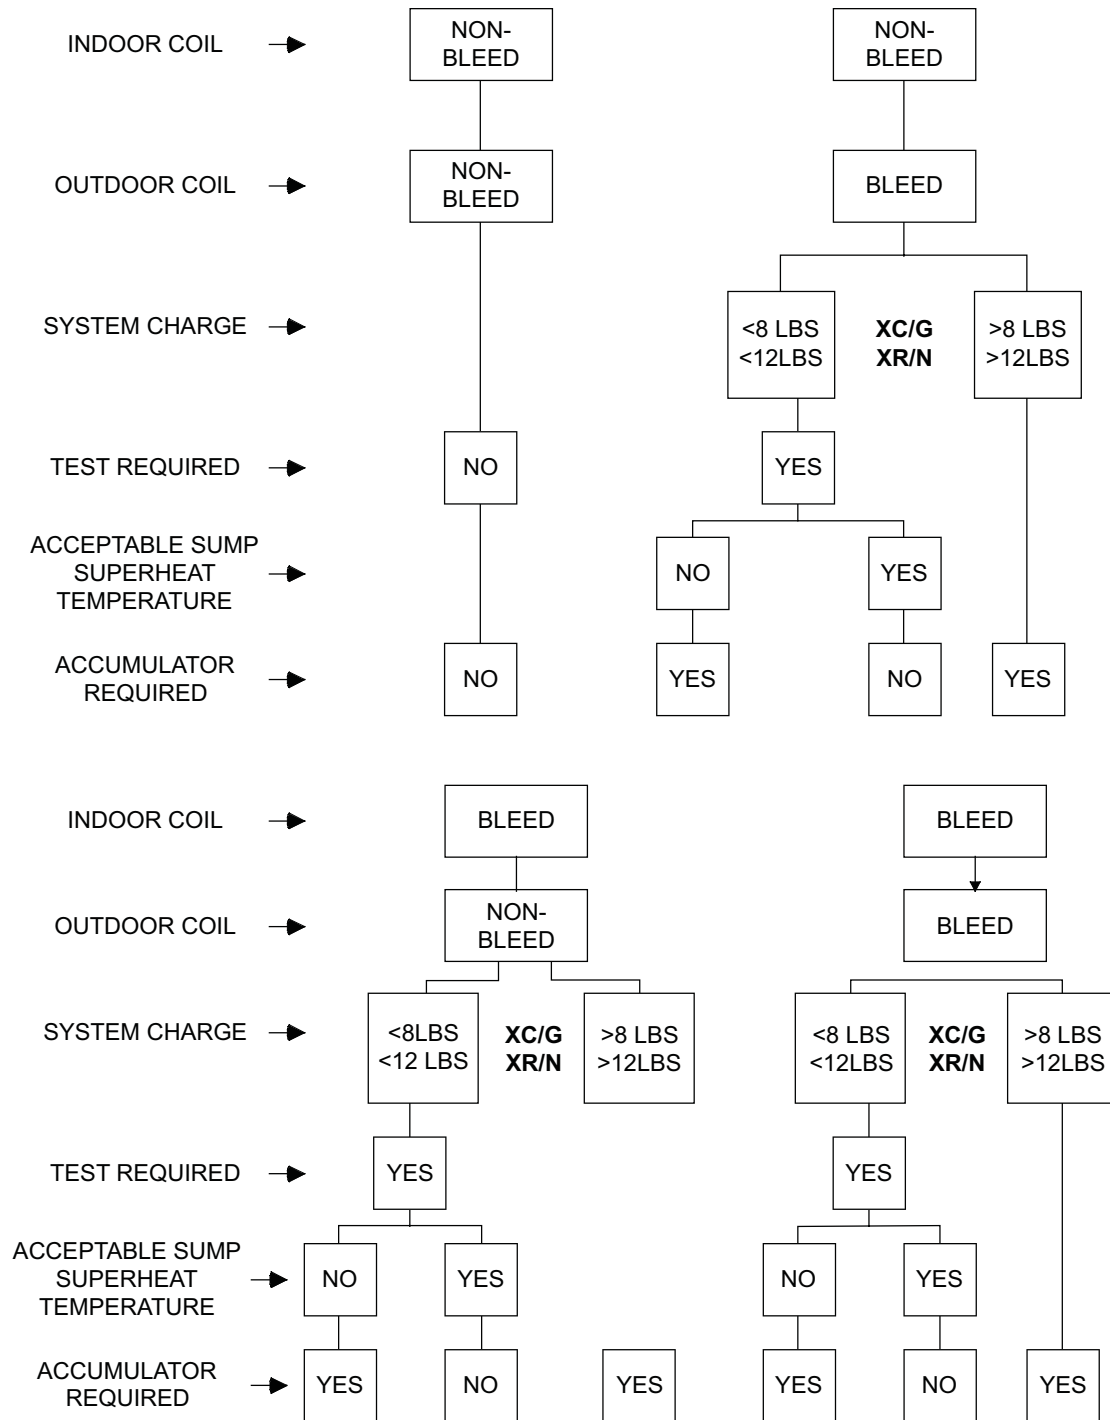 INDOOR COIL
NON-
BLEED
NON-
BLEED
OUTDOOR COIL
NON-
BLEED
BLEED
SYSTEM CHARGE
<8 LBS
<12LBS
XC/G
XR/N
>8 LBS
>12LBS
TEST REQUIRED
NO
YES
ACCEPTABLE SUMP
SUPERHEAT
TEMPERATURE
NO
YES
ACCUMULATOR
REQUIRED
NO
YES
NO
YES
INDOOR COIL
BLEED
BLEED
OUTDOOR COIL
NON-
BLEED
BLEED
SYSTEM CHARGE
<8LBS
<12 LBS
XC/G
XR/N
>8 LBS
>12LBS
<8 LBS
<12LBS
XC/G
XR/N
>8 LBS
>12LBS
TEST REQUIRED
YES
YES
ACCEPTABLE SUMP
SUPERHEAT
TEMPERATURE
NO
YES
NO
YES
ACCUMULATOR
REQUIRED
YES
NO
YES
YES
NO
YES